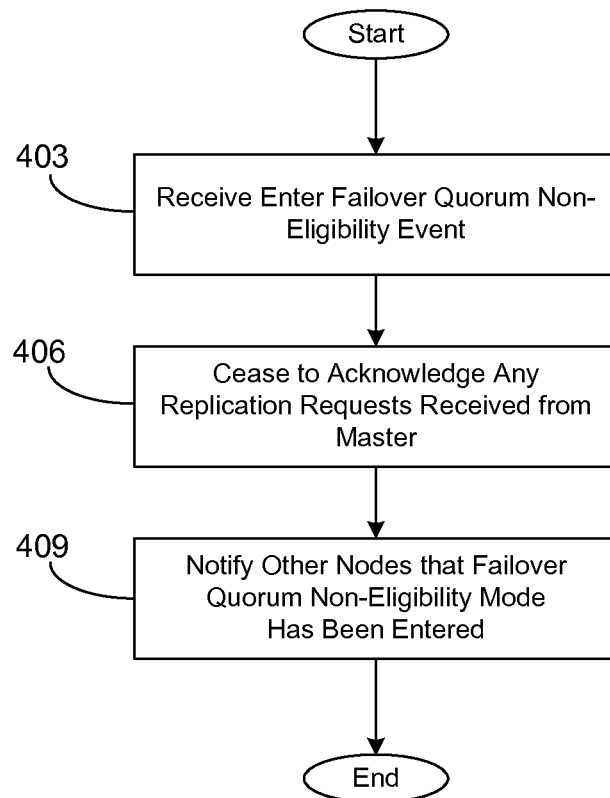 Start
403
Receive Enter Failover Quorum Non-
Eligibility Event
406
Cease to Acknowledge Any
Replication Requests Received from
Master
409
Notify Other Nodes that Failover
Quorum Non-Eligibility Mode
Has Been Entered
End